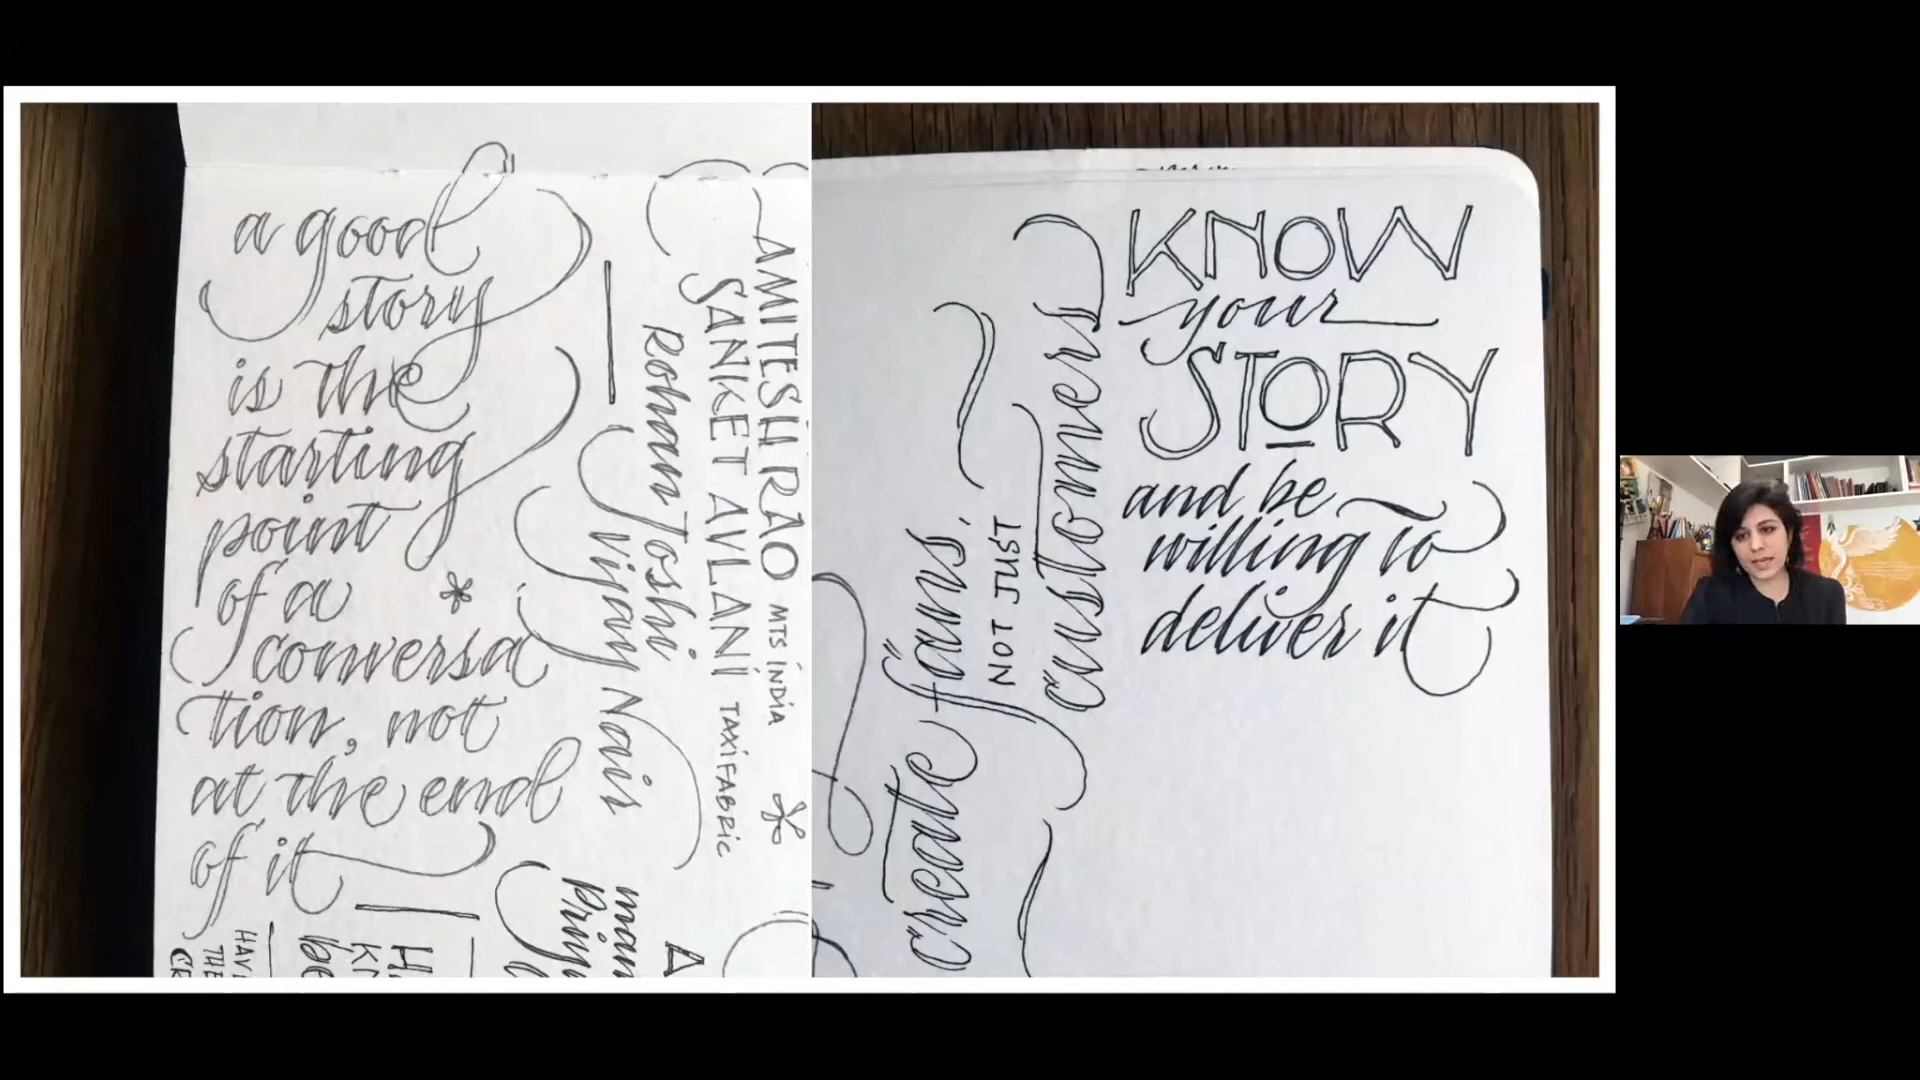 a good
story
is the
starting
point
of a
conversa
tion, not
at the end
of it
AMITESH RAO MTS INDIA
SANKET AVLANI TAXIFABRIC
Rohan Joshi
Vijay Nair
HAV
THE
create fans,
NOT JUST
customers
KNOW
your
STORY
and be
willing to
deliver it